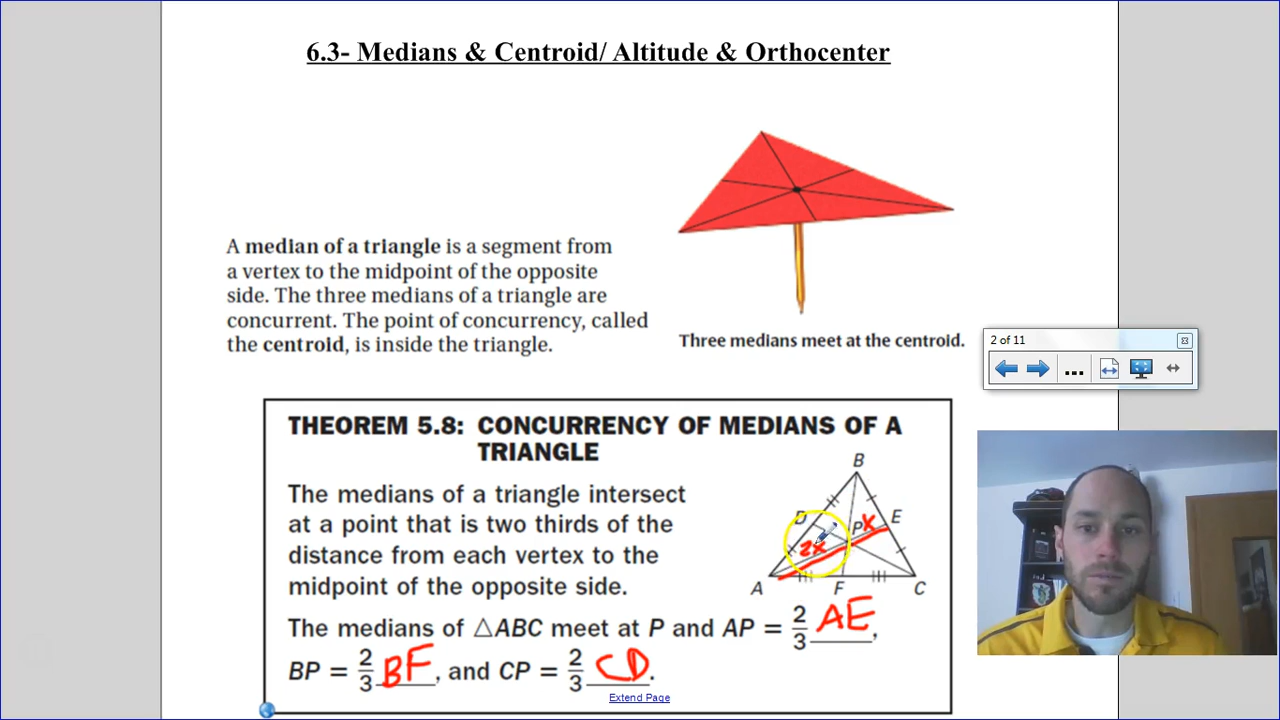 6.3- Medians & Centroid/ Altitude & Orthocenter
A median of a triangle is a segment from
a vertex to the midpoint of the opposite
side. The three medians of a triangle are
concurrent. The point of concurrency, called
the centroid, is inside the triangle.
Three medians meet at the centroid.
2 of 11
...
THEOREM 5.8: CONCURRENCY OF MEDIANS OF A
TRIANGLE
The medians of a triangle intersect
at a point that is two thirds of the
distance from each vertex to the
midpoint of the opposite side.
B
D
P
x
E
2x
A
F
C
The medians of △ABC meet at P and AP = 2/3 AE,
BP = 2/3 BF, and CP = 2/3 CD.
Extend Page